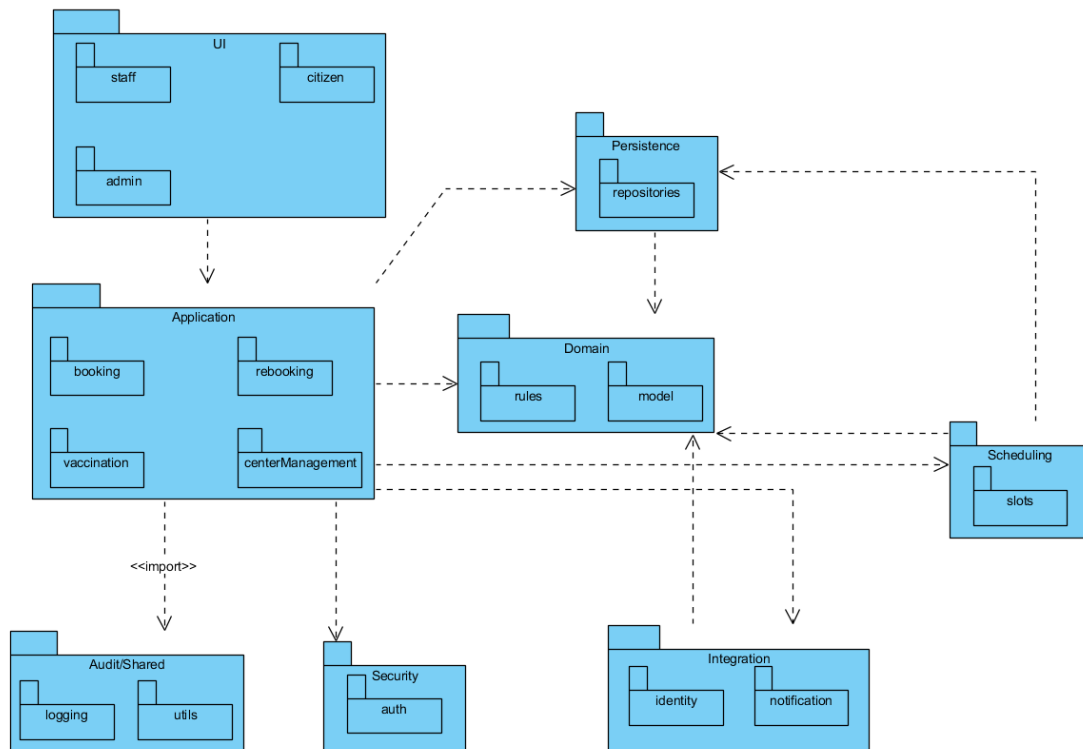 UI
staff
citizen
admin
Persistence
repositories
Application
booking
rebooking
vaccination
centerManagement
Domain
rules
model
Scheduling
slots
<<import>>
Audit/Shared
logging
utils
Security
auth
Integration
identity
notification